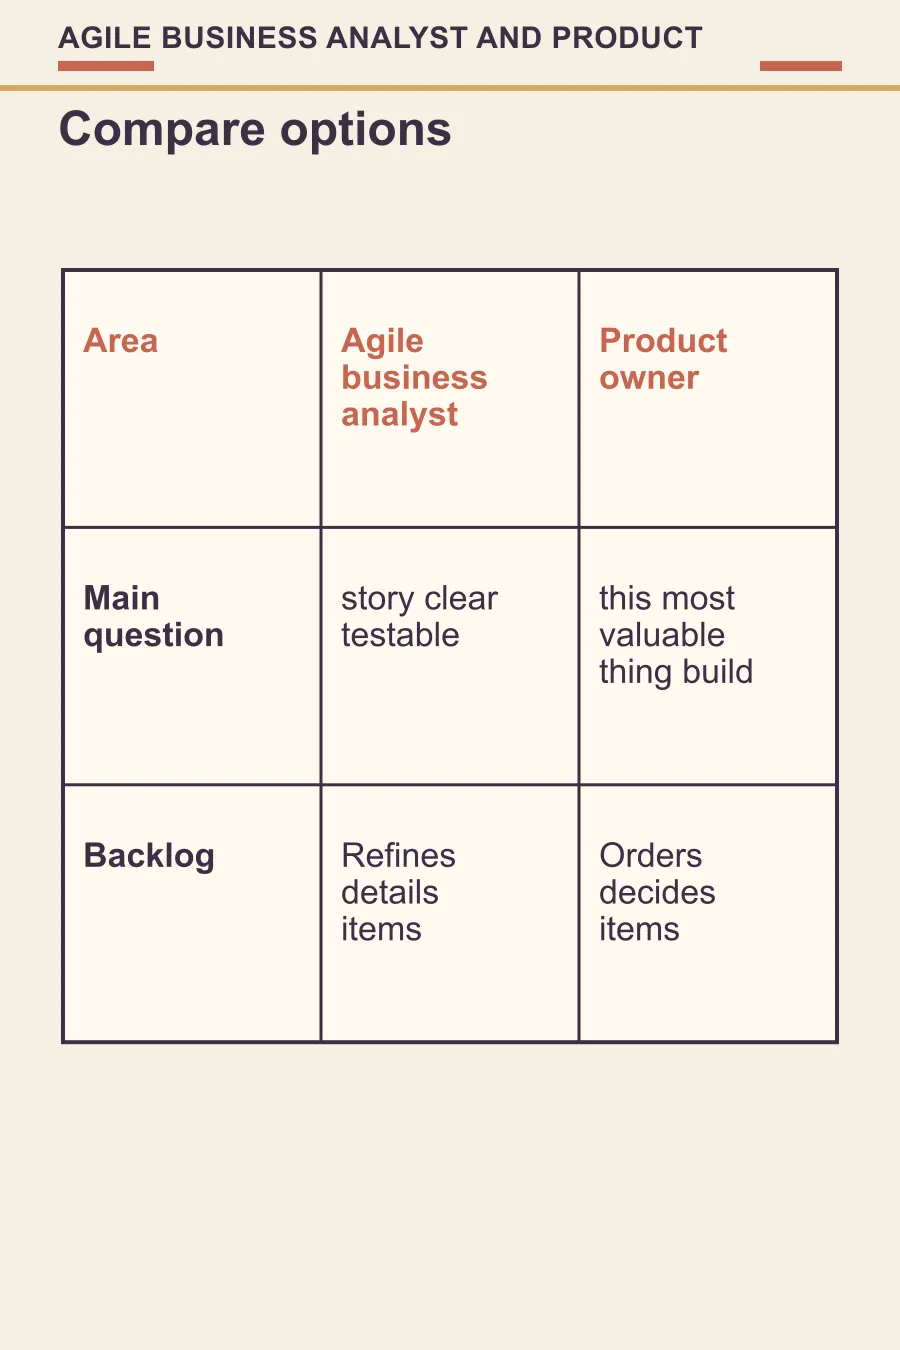 AGILE BUSINESS ANALYST AND PRODUCT
Compare options
Area
Agile
business
analyst
Product
owner
Main
question
story clear
testable
this most
valuable
thing build
Backlog
Refines
details
items
Orders
decides
items